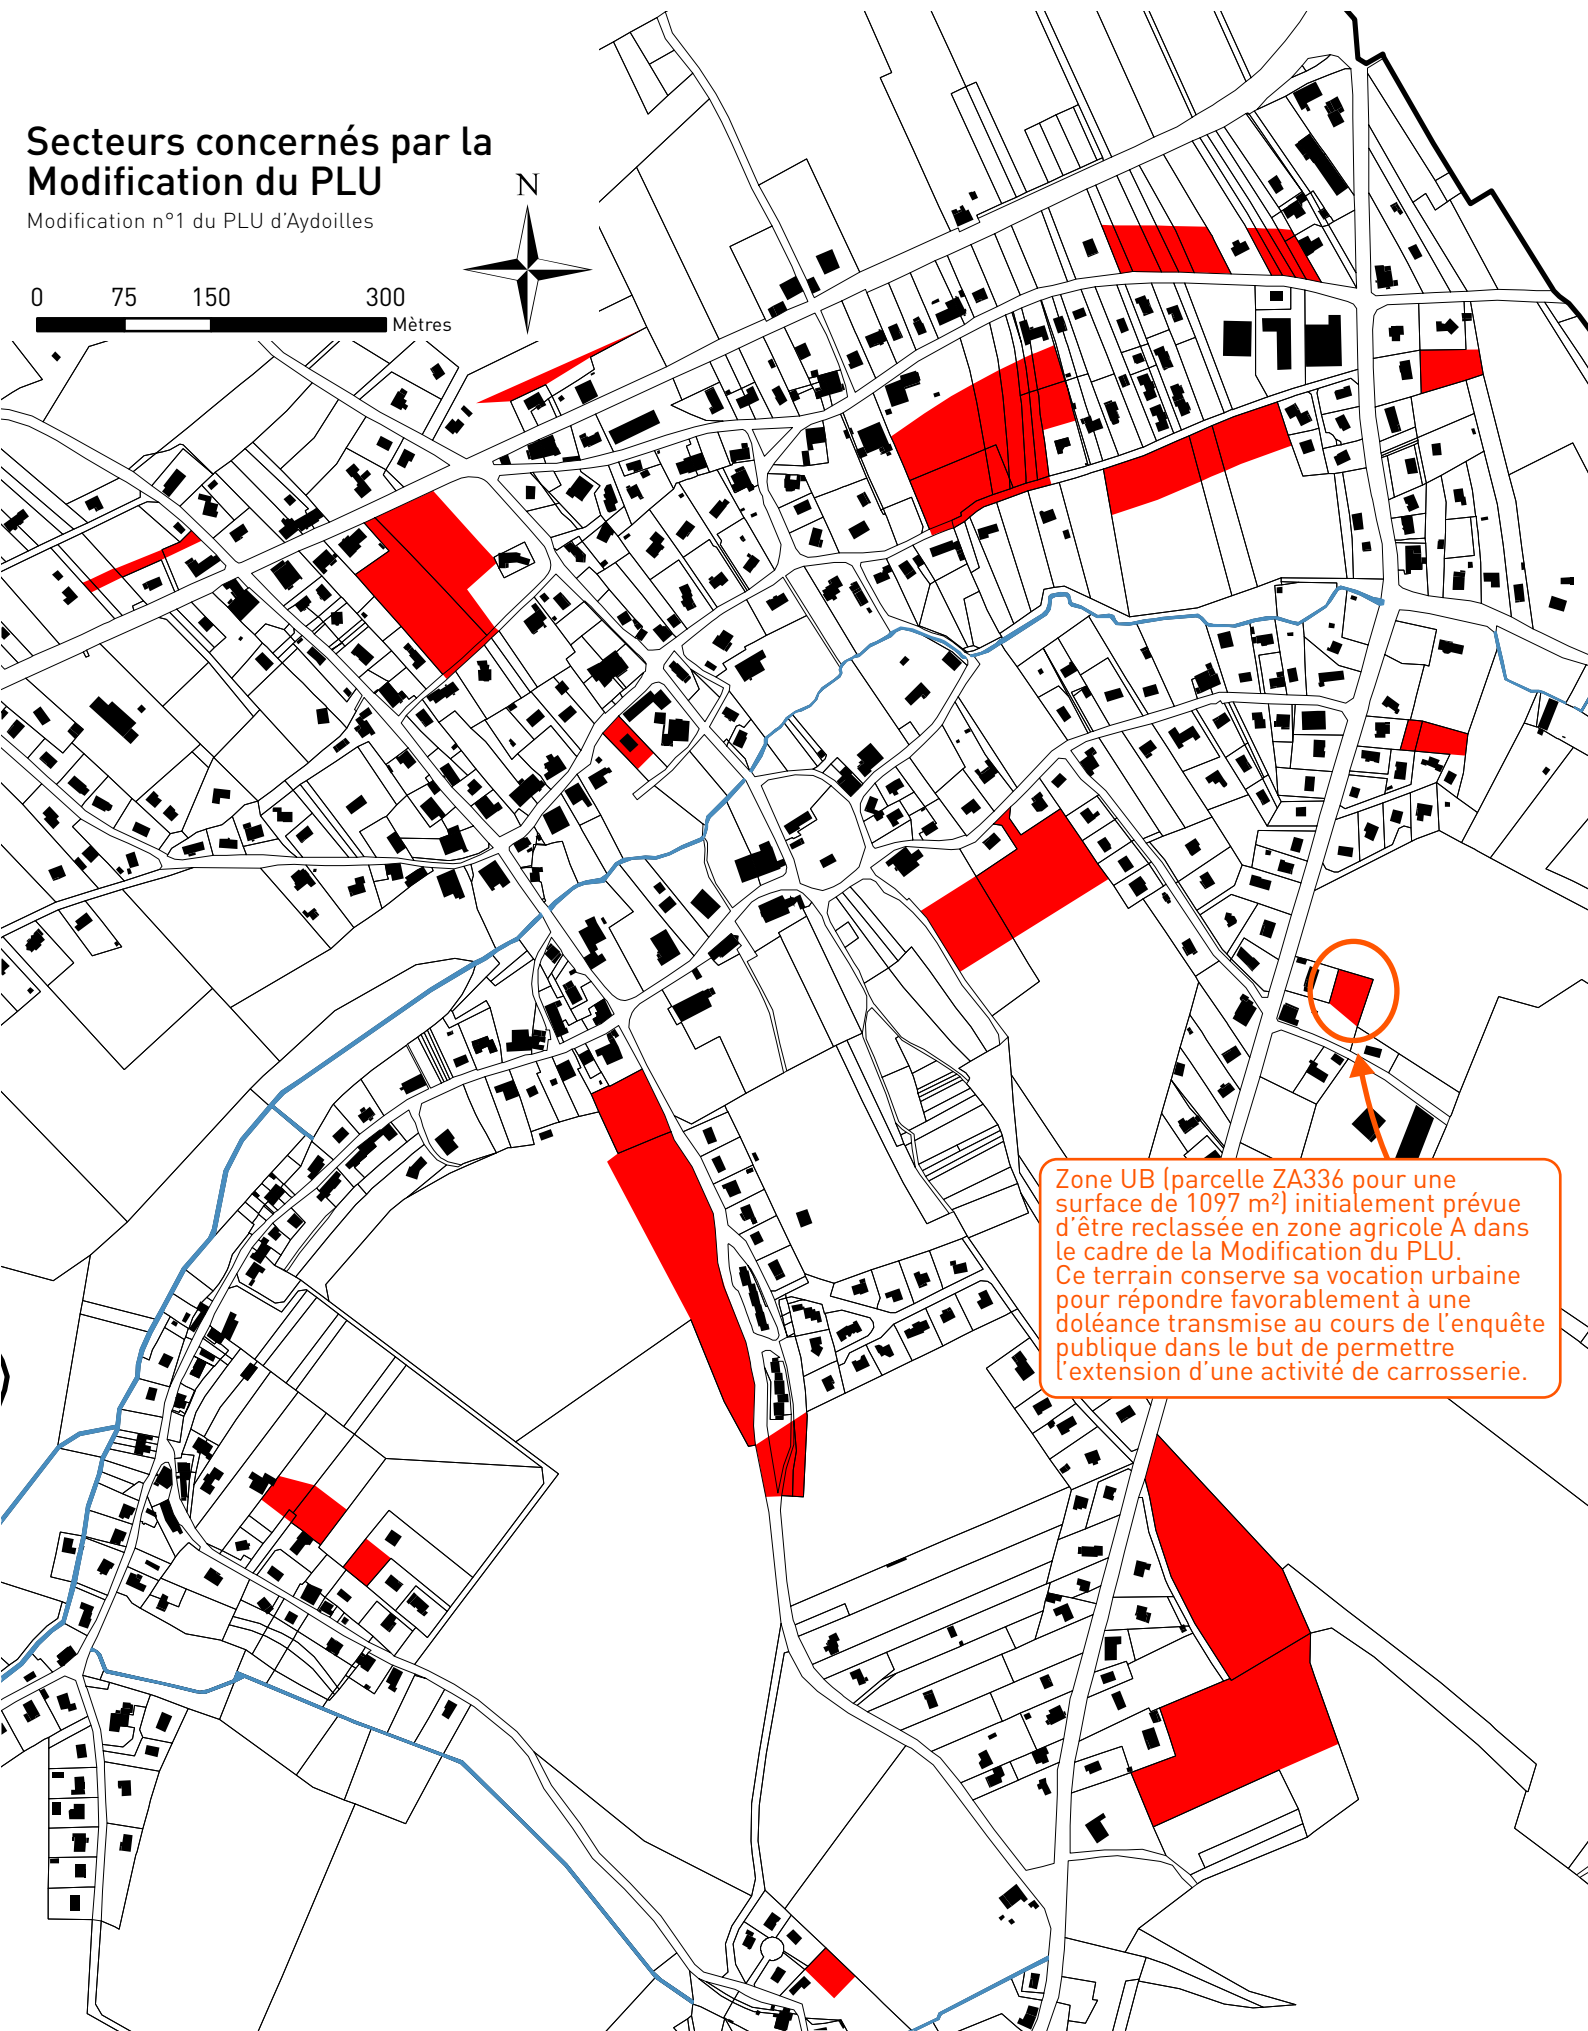 Secteurs concernés par la
Modification du PLU
Modification n°1 du PLU d'Aydoilles
N
0 75 150 300
Mètres
Zone UB (parcelle ZA336 pour une
surface de 1097 m²) initialement prévue
d'être reclassée en zone agricole A dans
le cadre de la Modification du PLU.
Ce terrain conserve sa vocation urbaine
pour répondre favorablement à une
doléance transmise au cours de l'enquête
publique dans le but de permettre
l'extension d'une activité de carrosserie.